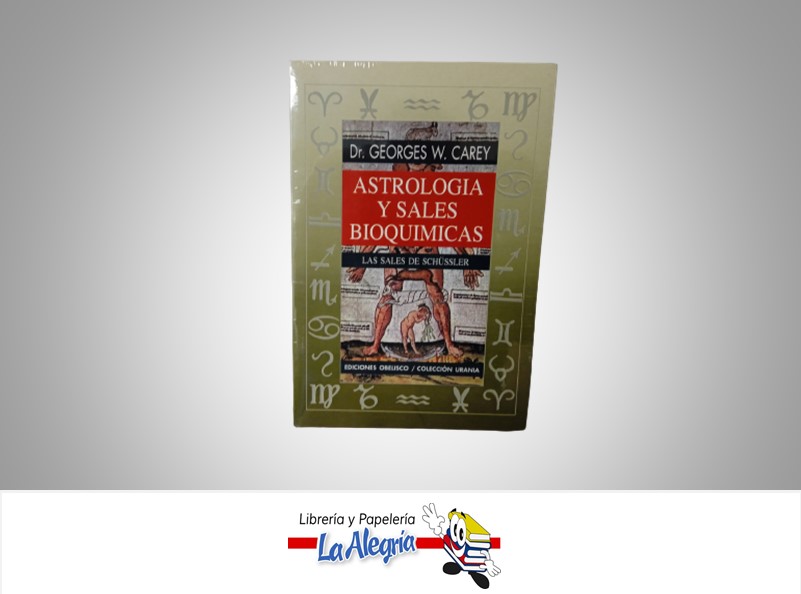 Dr. GEORGES W. CAREY
ASTROLOGIA
Y SALES
BIOQUIMICAS
LAS SALES DE SCHÜSSLER
EDICIONES OBELISCO / COLECCIÓN URANIA
Librería y Papelería
La Alegría